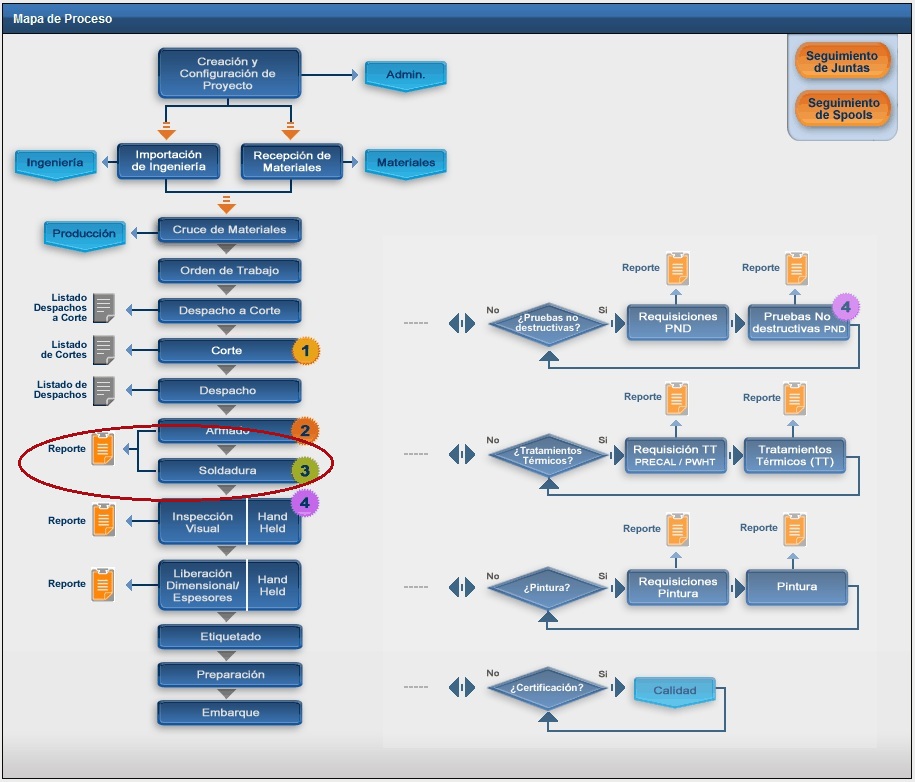 Mapa de Proceso
Creación y
Configuración de
Proyecto
Admin.
Seguimiento
de Juntas
Seguimiento
de Spools
Ingeniería
Importación
de Ingeniería
Recepción de
Materiales
Materiales
Producción
Cruce de Materiales
Orden de Trabajo
Listado
Despachos
a Corte
Despacho a Corte
Listado
de Cortes
Corte
1
Listado de
Despachos
Despacho
Armado
2
Reporte
Soldadura
3
Reporte
Inspección
Visual
Hand
Held
4
Reporte
Liberación
Dimensional/
Espesores
Hand
Held
Etiquetado
Preparación
Embarque
Reporte
Reporte
No
¿Pruebas no
destructivas?
Si
Requisiciones
PND
Pruebas No
destructivas PND
4
Reporte
Reporte
No
¿Tratamientos
Térmicos?
Si
Requisición TT
PRECAL / PWHT
Tratamientos
Térmicos (TT)
Reporte
Reporte
No
¿Pintura?
Si
Requisiciones
Pintura
Pintura
No
¿Certificación?
Si
Calidad